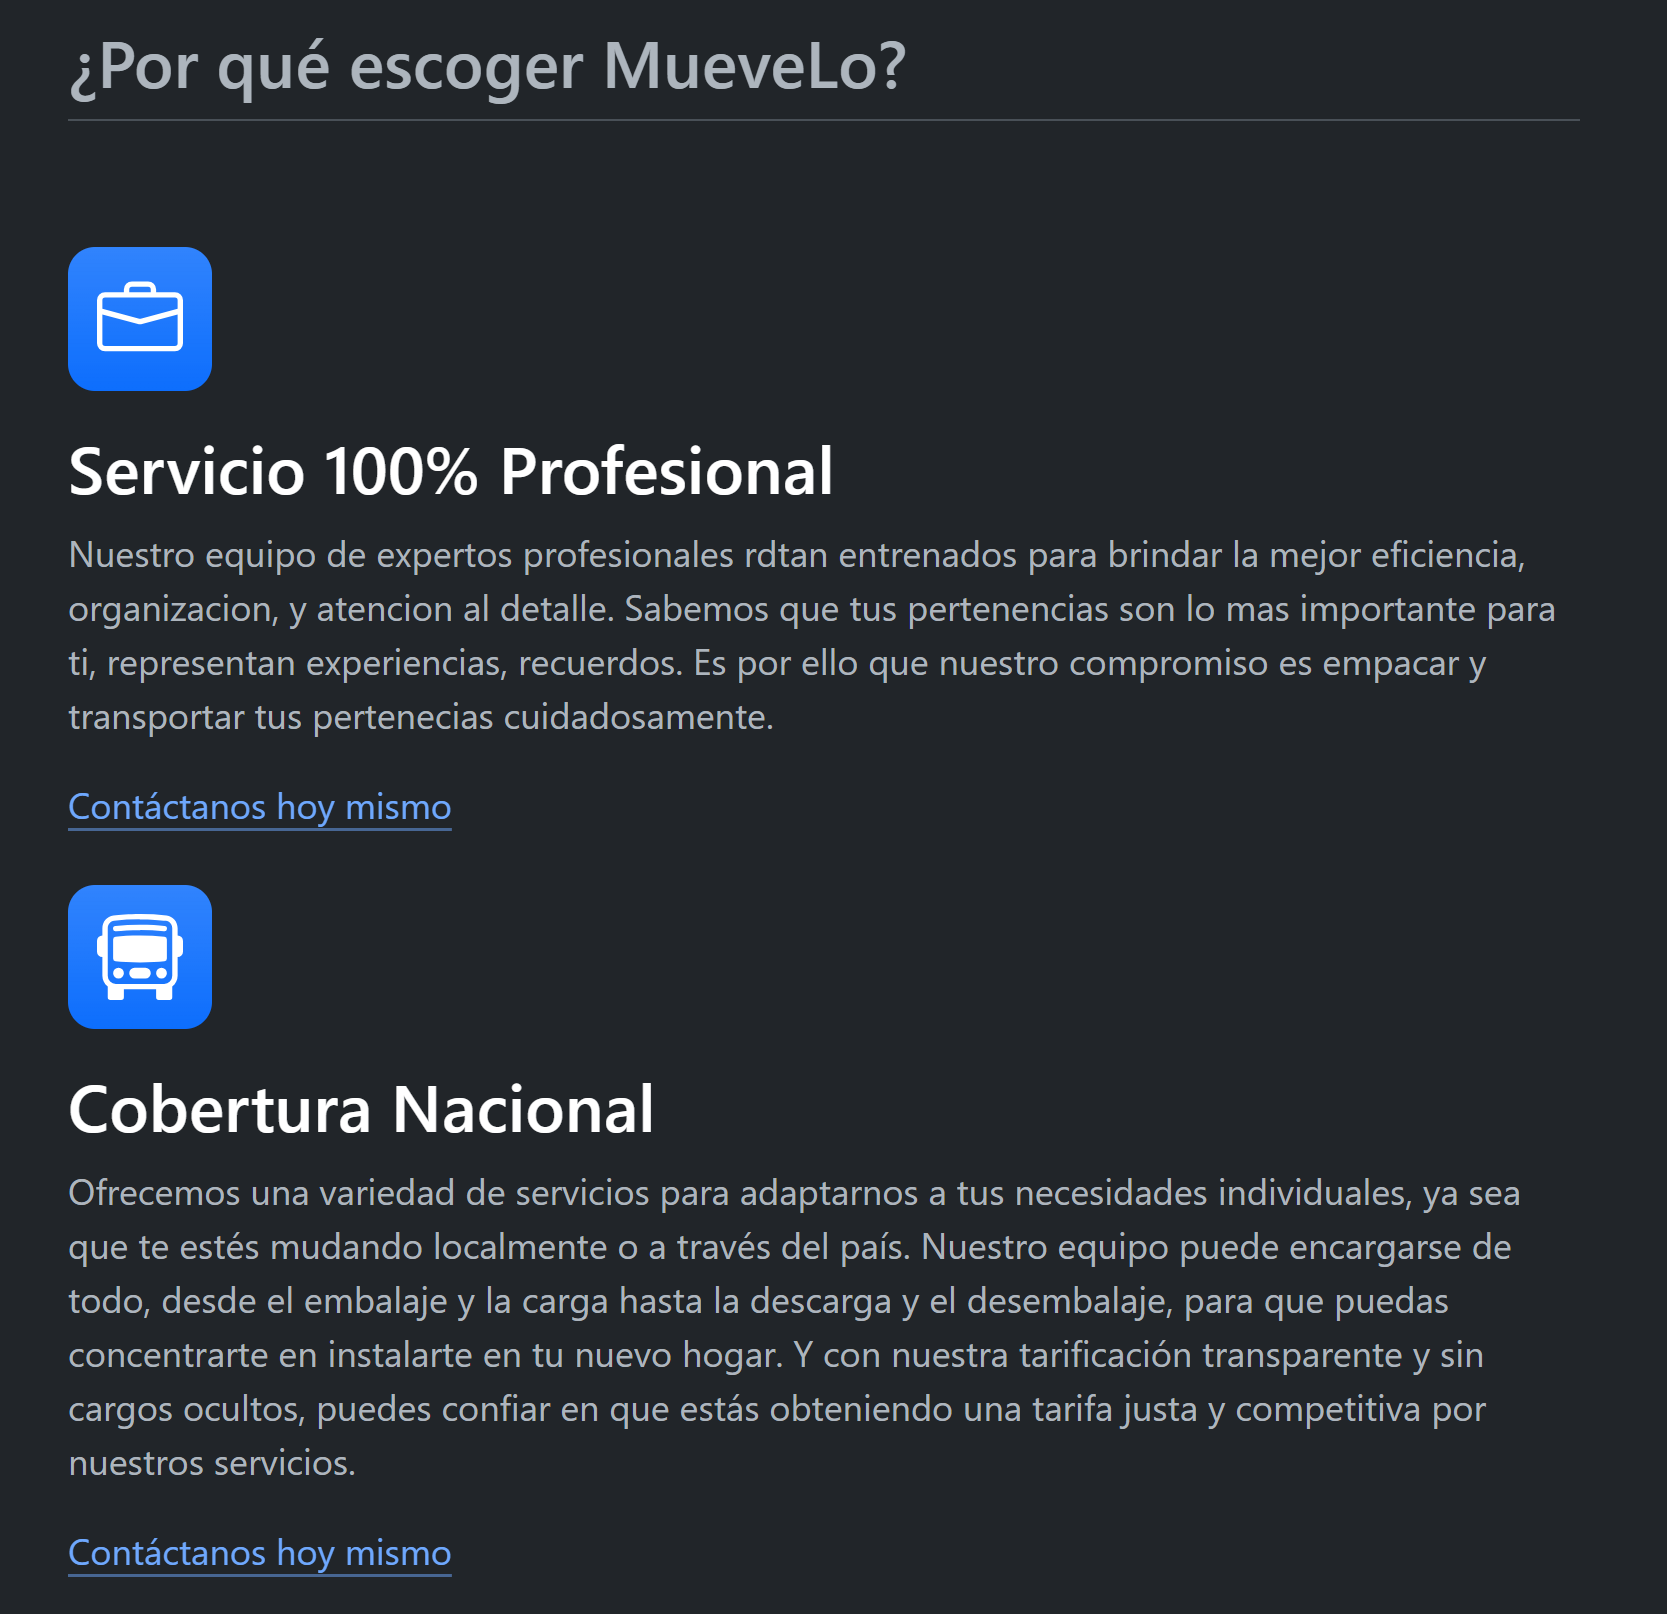 ¿Por qué escoger MueveLo?
Servicio 100% Profesional
Nuestro equipo de expertos profesionales rdtan entrenados para brindar la mejor eficiencia,
organizacion, y atencion al detalle. Sabemos que tus pertenencias son lo mas importante para
ti, representan experiencias, recuerdos. Es por ello que nuestro compromiso es empacar y
transportar tus pertenecias cuidadosamente.
Contáctanos hoy mismo
Cobertura Nacional
Ofrecemos una variedad de servicios para adaptarnos a tus necesidades individuales, ya sea
que te estés mudando localmente o a través del país. Nuestro equipo puede encargarse de
todo, desde el embalaje y la carga hasta la descarga y el desembalaje, para que puedas
concentrarte en instalarte en tu nuevo hogar. Y con nuestra tarificación transparente y sin
cargos ocultos, puedes confiar en que estás obteniendo una tarifa justa y competitiva por
nuestros servicios.
Contáctanos hoy mismo